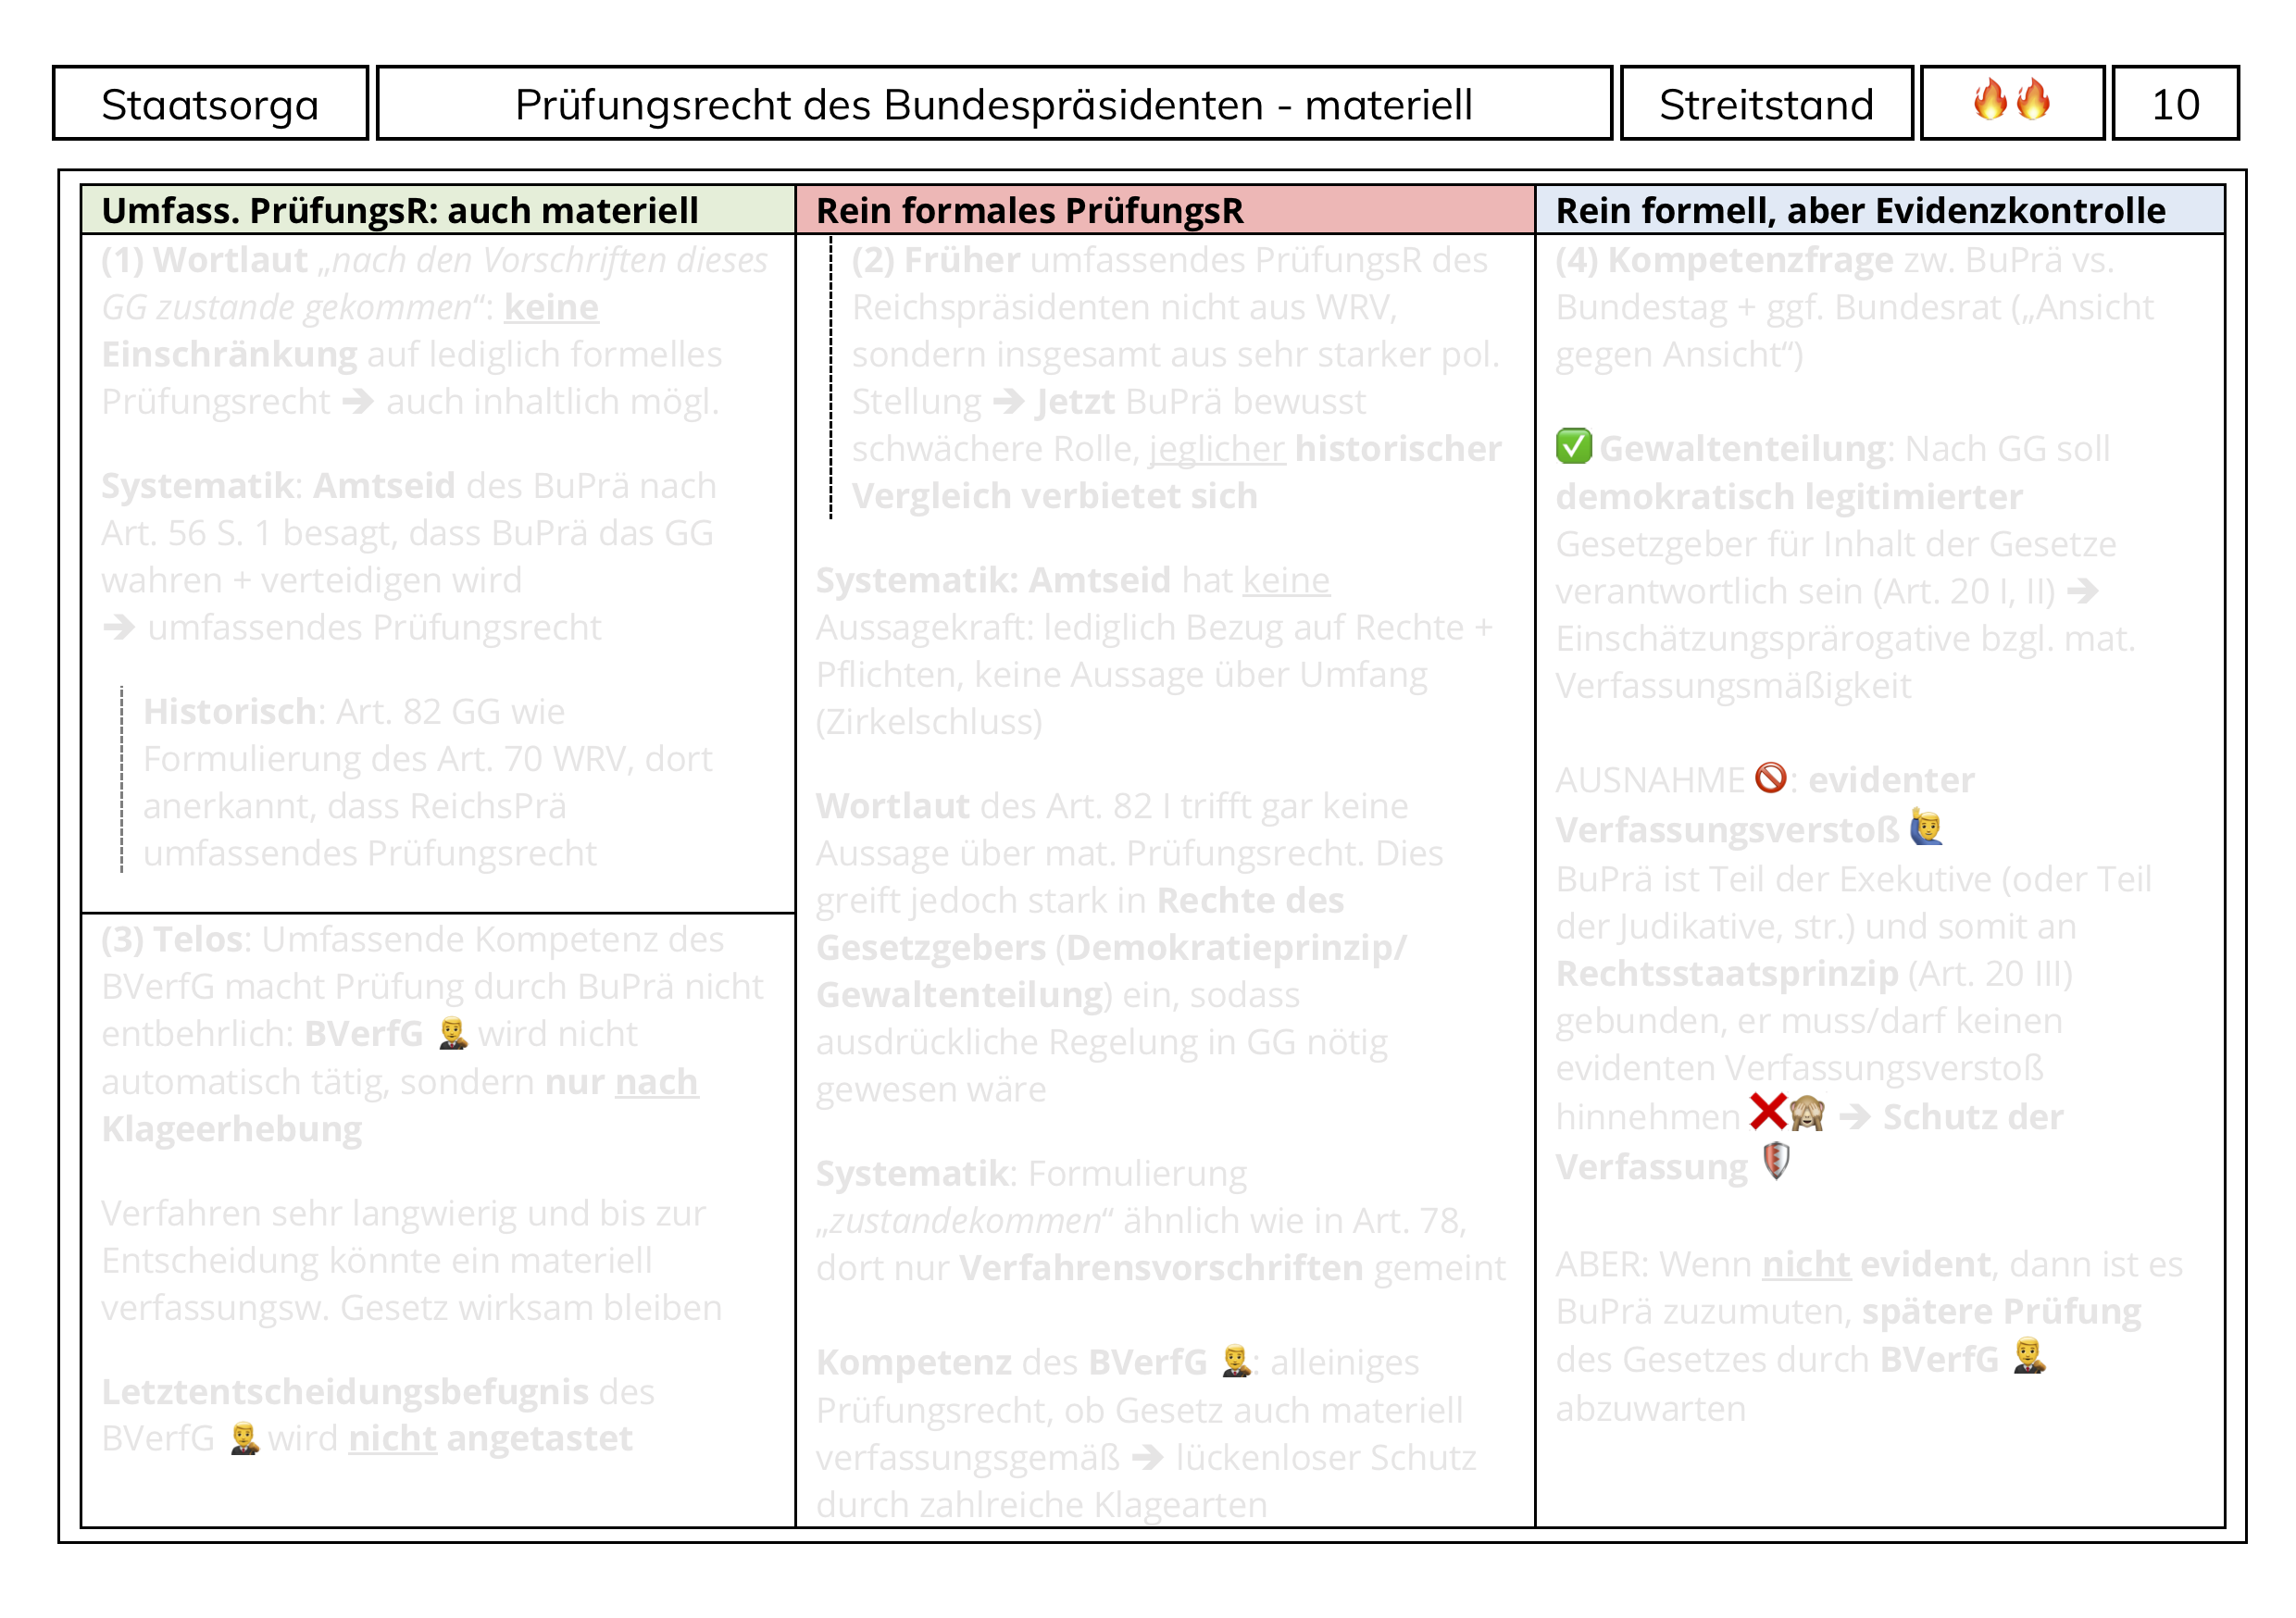 Staatsorga
Prüfungsrecht des Bundespräsidenten - materiell
Streitstand
🔥🔥
10
Umfass. PrüfungsR: auch materiell
(1) Wortlaut „nach den Vorschriften dieses
GG zustande gekommen“: keine
Einschränkung auf lediglich formelles
Prüfungsrecht ➔ auch inhaltlich mögl.
Systematik: Amtseid des BuPrä nach
Art. 56 S. 1 besagt, dass BuPrä das GG
wahren + verteidigen wird
➔ umfassendes Prüfungsrecht
Historisch: Art. 82 GG wie
Formulierung des Art. 70 WRV, dort
anerkannt, dass ReichsPrä
umfassendes Prüfungsrecht
(3) Telos: Umfassende Kompetenz des
BVerfG macht Prüfung durch BuPrä nicht
entbehrlich: BVerfG 👨‍⚖️ wird nicht
automatisch tätig, sondern nur nach
Klageerhebung
Verfahren sehr langwierig und bis zur
Entscheidung könnte ein materiell
verfassungsw. Gesetz wirksam bleiben
Letztentscheidungsbefugnis des
BVerfG 👨‍⚖️ wird nicht angetastet
Rein formales PrüfungsR
(2) Früher umfassendes PrüfungsR des
Reichspräsidenten nicht aus WRV,
sondern insgesamt aus sehr starker pol.
Stellung ➔ Jetzt BuPrä bewusst
schwächere Rolle, jeglicher historischer
Vergleich verbietet sich
Systematik: Amtseid hat keine
Aussagekraft: lediglich Bezug auf Rechte +
Pflichten, keine Aussage über Umfang
(Zirkelschluss)
Wortlaut des Art. 82 I trifft gar keine
Aussage über mat. Prüfungsrecht. Dies
greift jedoch stark in Rechte des
Gesetzgebers (Demokratieprinzip/
Gewaltenteilung) ein, sodass
ausdrückliche Regelung in GG nötig
gewesen wäre
Systematik: Formulierung
„zustandekommen“ ähnlich wie in Art. 78,
dort nur Verfahrensvorschriften gemeint
Kompetenz des BVerfG 👨‍⚖️: alleiniges
Prüfungsrecht, ob Gesetz auch materiell
verfassungsgemäß ➔ lückenloser Schutz
durch zahlreiche Klagearten
Rein formell, aber Evidenzkontrolle
(4) Kompetenzfrage zw. BuPrä vs.
Bundestag + ggf. Bundesrat („Ansicht
gegen Ansicht“)
✅ Gewaltenteilung: Nach GG soll
demokratisch legitimierter
Gesetzgeber für Inhalt der Gesetze
verantwortlich sein (Art. 20 I, II) ➔
Einschätzungsprärogative bzgl. mat.
Verfassungsmäßigkeit
AUSNAHME 🚫: evidenter
Verfassungsverstoß 🙋‍♂️
BuPrä ist Teil der Exekutive (oder Teil
der Judikative, str.) und somit an
Rechtsstaatsprinzip (Art. 20 III)
gebunden, er muss/darf keinen
evidenten Verfassungsverstoß
hinnehmen ❌🙈 ➔ Schutz der
Verfassung 🛡️
ABER: Wenn nicht evident, dann ist es
BuPrä zuzumuten, spätere Prüfung
des Gesetzes durch BVerfG 👨‍⚖️
abzuwarten